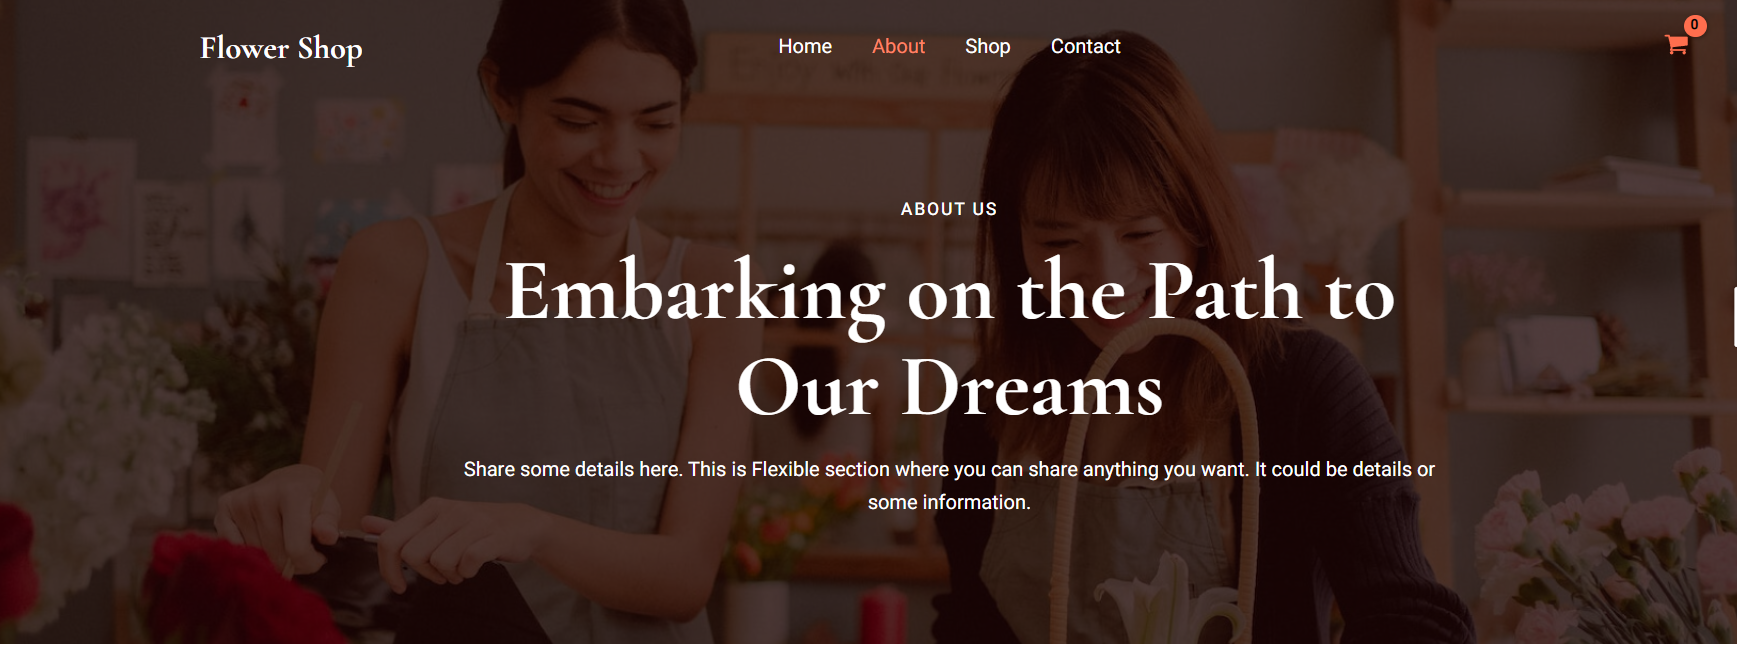 Flower Shop
Home About Shop Contact
0
ABOUT US
Embarking on the Path to
Our Dreams
Share some details here. This is Flexible section where you can share anything you want. It could be details or
some information.